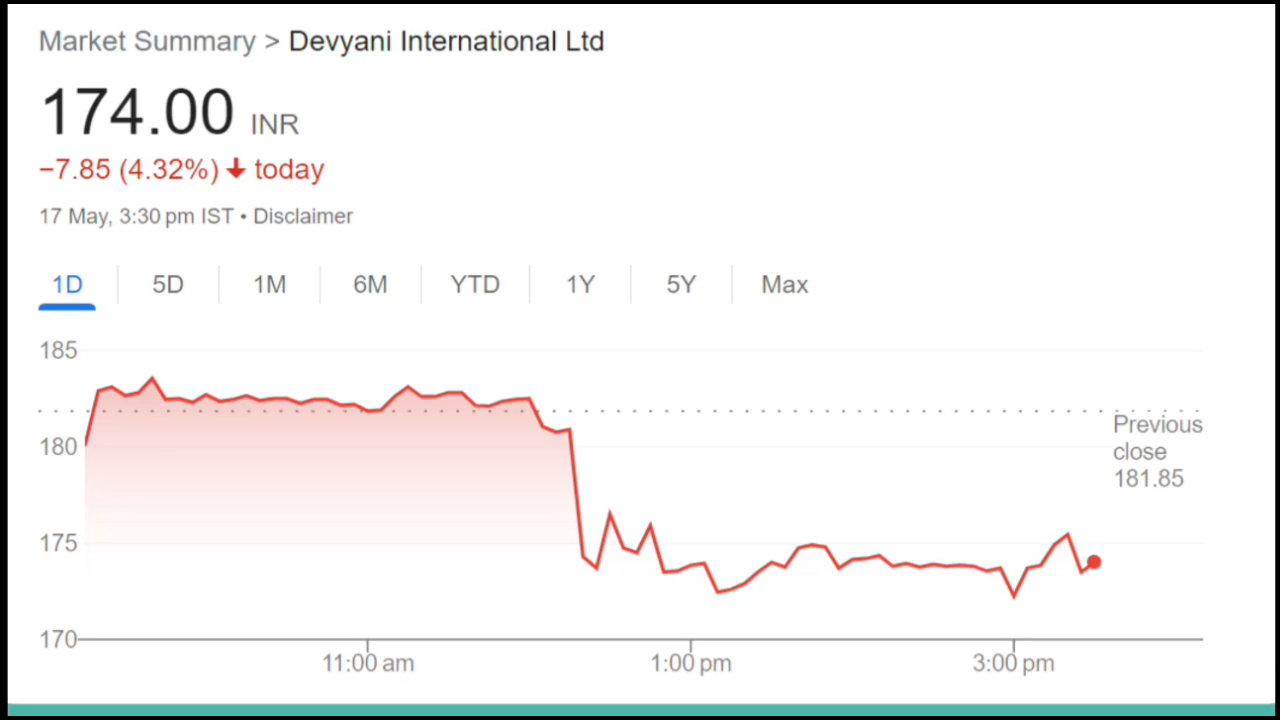 Market Summary > Devyani International Ltd
174.00 INR
−7.85 (4.32%) ↓ today
17 May, 3:30 pm IST • Disclaimer
1D 5D 1M 6M YTD 1Y 5Y Max
185
180
175
170
Previous
close
181.85
11:00 am 1:00 pm 3:00 pm